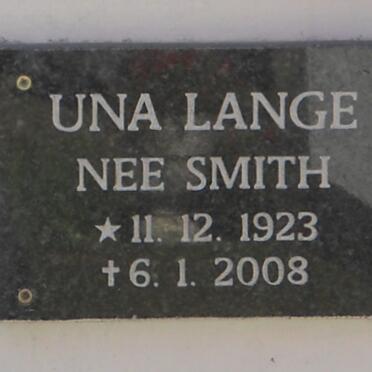 UNA LANGE
NEE SMITH
★ 11. 12. 1923
✝ 6. 1. 2008